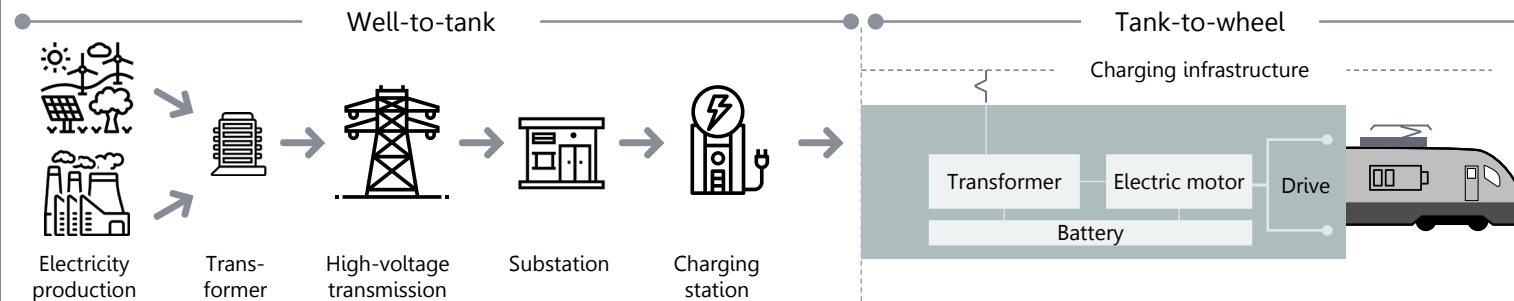 Well-to-tank
Tank-to-wheel
Charging infrastructure
Transformer
Electric motor
Drive
Battery
Electricity
production
Trans-
former
High-voltage
transmission
Substation
Charging
station